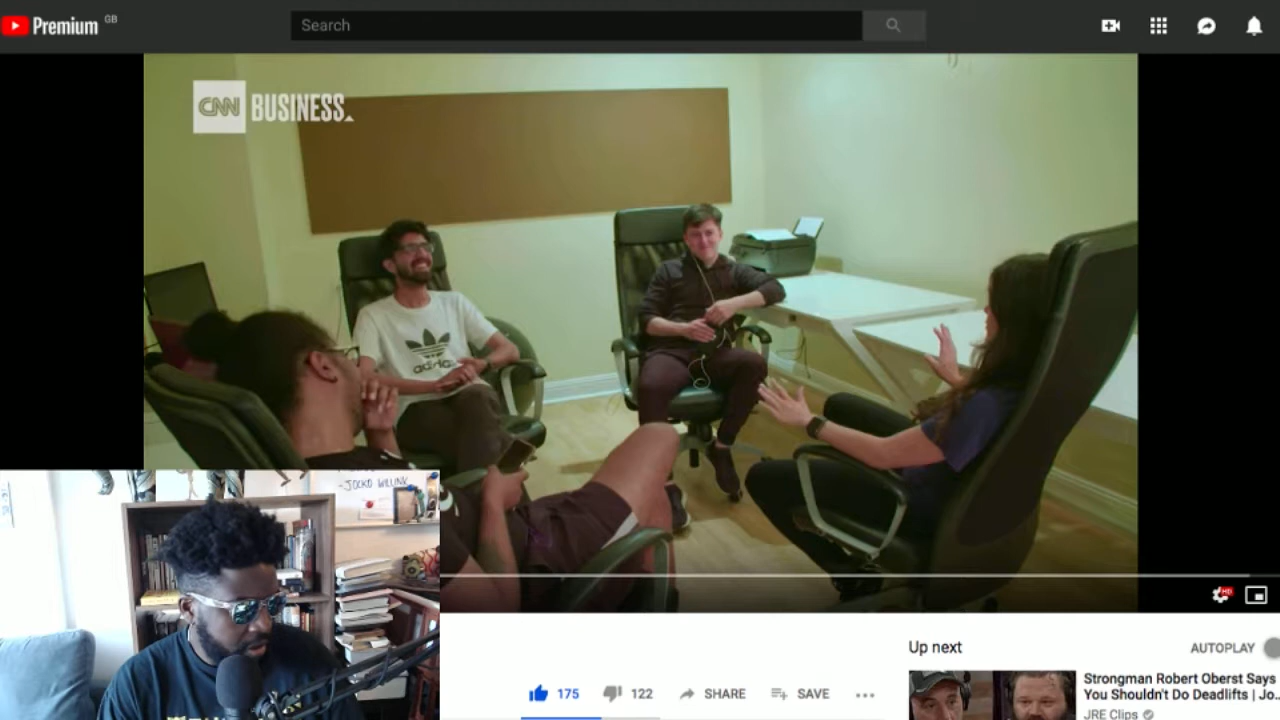 Premium GB
Search
CNN BUSINESS
adidas
-JOCKO WILLINK
HD
Up next
AUTOPLAY
175
122
SHARE
SAVE
Strongman Robert Oberst Says
You Shouldn't Do Deadlifts | Jo..
JRE Clips